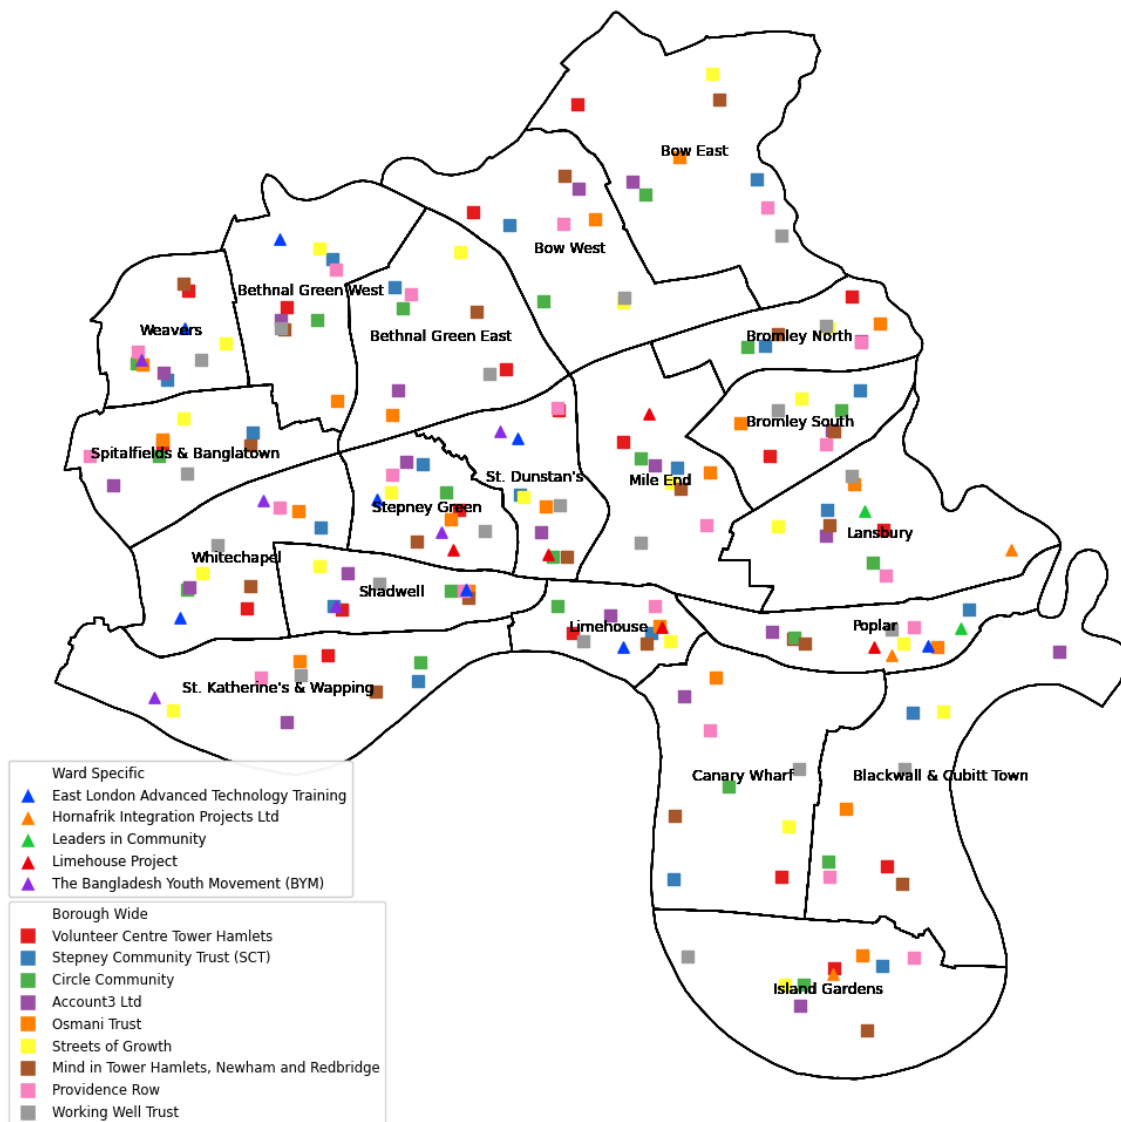 Bow East
Bow West
Bethnal Green West
Weavers
Bethnal Green East
Bromley North
Bromley South
Spitalfields & Banglatown
St. Dunstan's
Mile End
Stepney Green
Lansbury
Whitechapel
Shadwell
Limehouse
Poplar
St. Katherine's & Wapping
Canary Wharf
Blackwall & Cubitt Town
Island Gardens
Ward Specific
East London Advanced Technology Training
Hornafrik Integration Projects Ltd
Leaders in Community
Limehouse Project
The Bangladesh Youth Movement (BYM)
Borough Wide
Volunteer Centre Tower Hamlets
Stepney Community Trust (SCT)
Circle Community
Account3 Ltd
Osmani Trust
Streets of Growth
Mind in Tower Hamlets, Newham and Redbridge
Providence Row
Working Well Trust